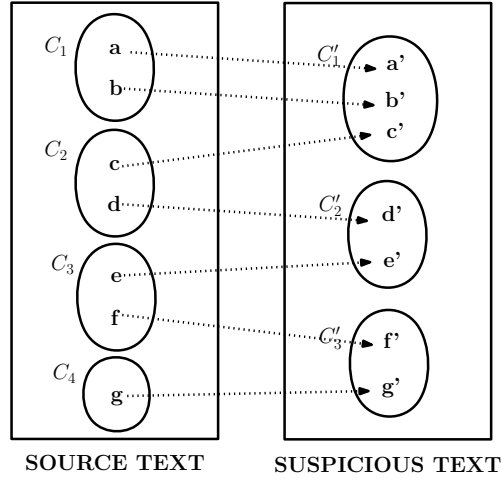 C₁ a C′₁ a’
b b’
c’
C₂ c
d C′₂ d’
e’
C₃ e
f C′₃ f’
C₄ g g’
SOURCE TEXT SUSPICIOUS TEXT